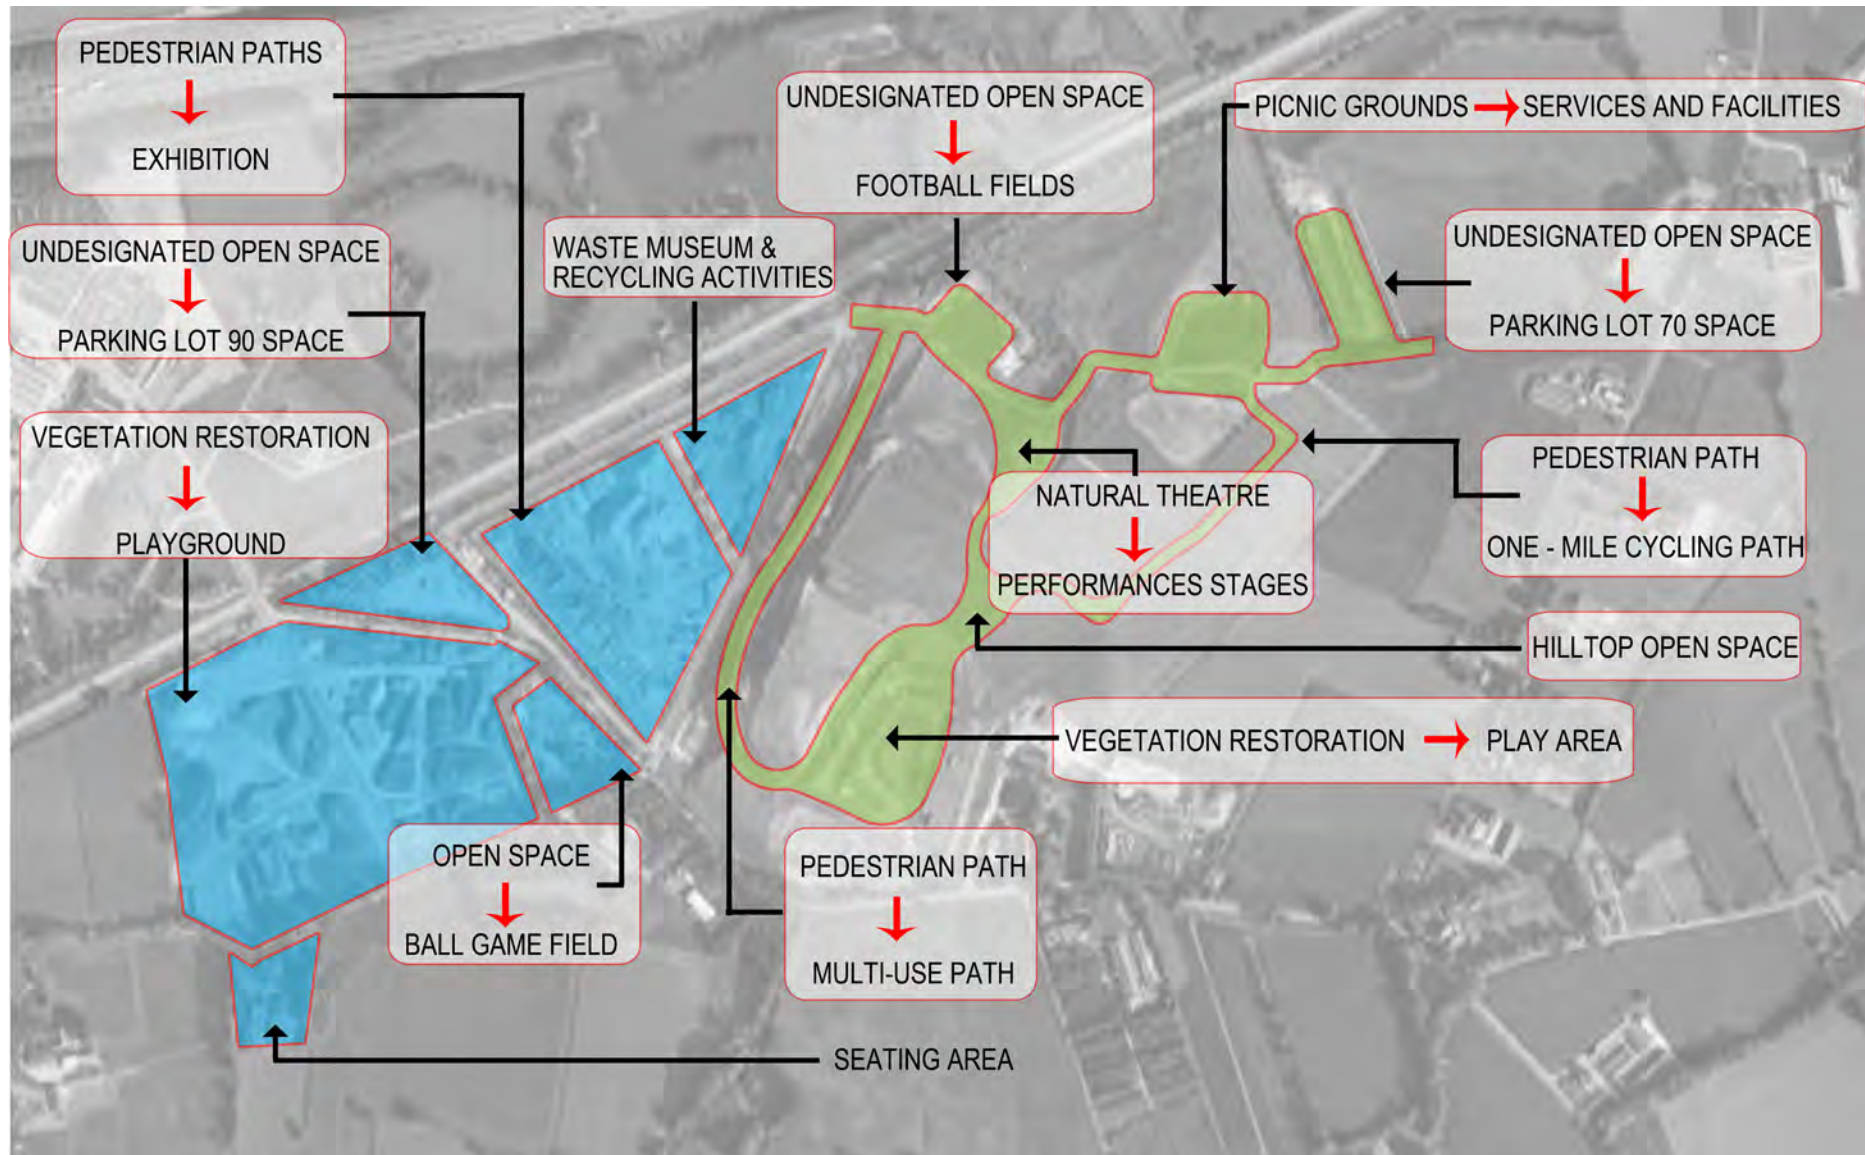 PEDESTRIAN PATHS
EXHIBITION
UNDESIGNATED OPEN SPACE
FOOTBALL FIELDS
PICNIC GROUNDS SERVICES AND FACILITIES
UNDESIGNATED OPEN SPACE
PARKING LOT 90 SPACE
WASTE MUSEUM &
RECYCLING ACTIVITIES
UNDESIGNATED OPEN SPACE
PARKING LOT 70 SPACE
VEGETATION RESTORATION
PLAYGROUND
NATURAL THEATRE
PERFORMANCES STAGES
PEDESTRIAN PATH
ONE - MILE CYCLING PATH
HILLTOP OPEN SPACE
VEGETATION RESTORATION PLAY AREA
OPEN SPACE
BALL GAME FIELD
PEDESTRIAN PATH
MULTI-USE PATH
SEATING AREA